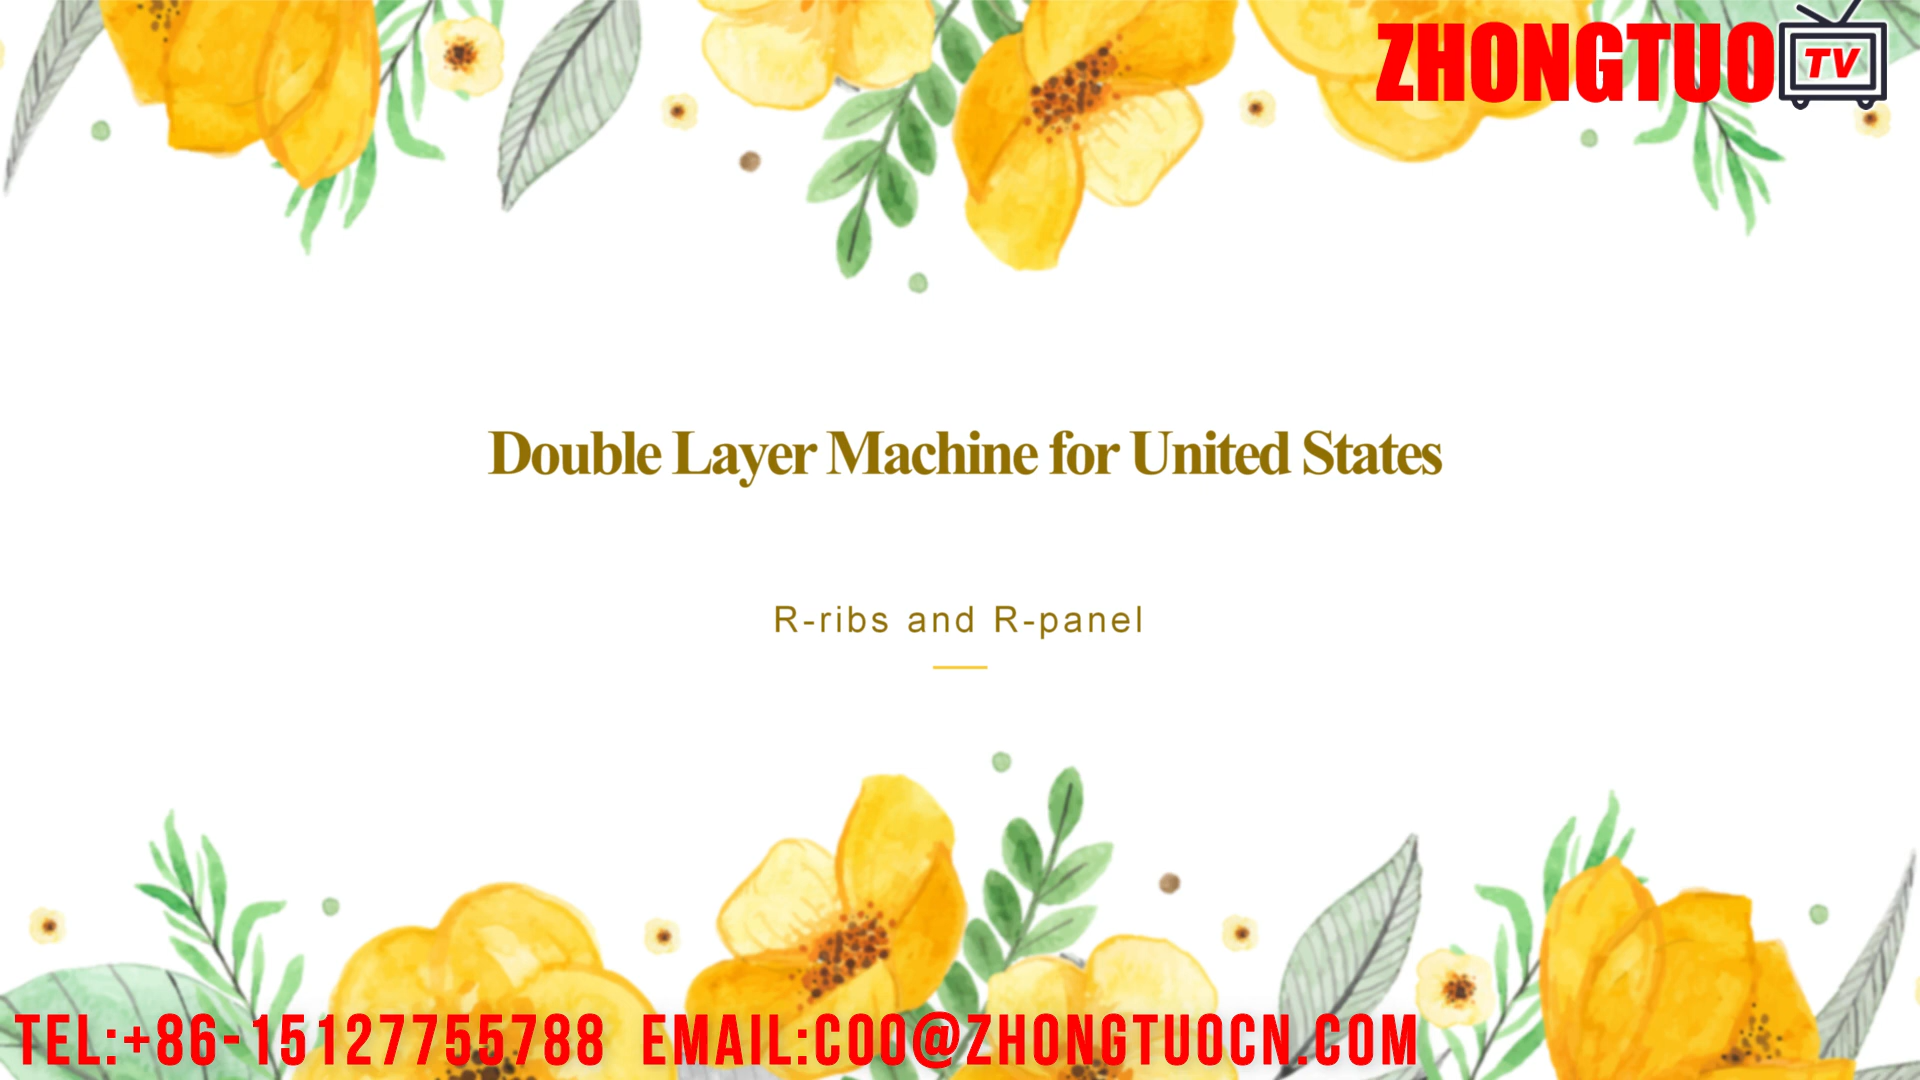 ZHONGTUO TV
Double Layer Machine for United States
R-ribs and R-panel
TEL:+86-15127755788 EMAIL:COO@ZHONGTUOCN.COM